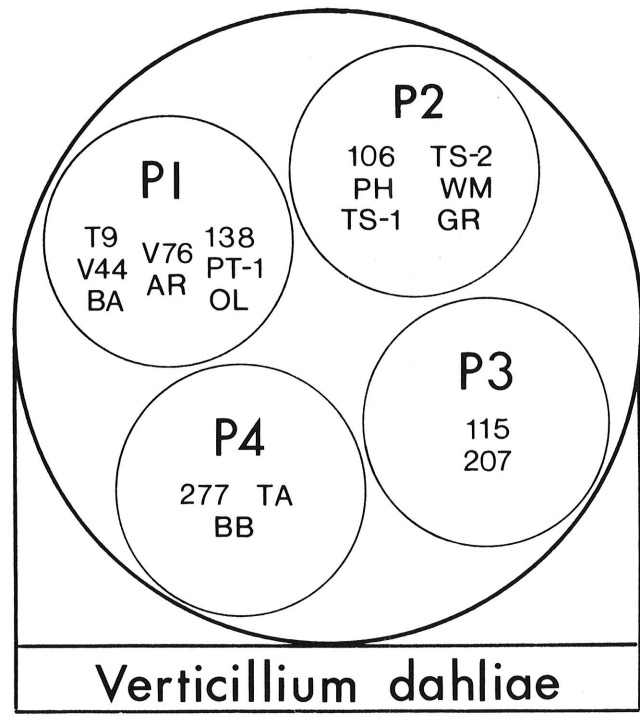 P1
T9 V76 138
V44 AR PT-1
BA OL
P2
106 TS-2
PH WM
TS-1 GR
P3
115
207
P4
277 TA
BB
Verticillium dahliae